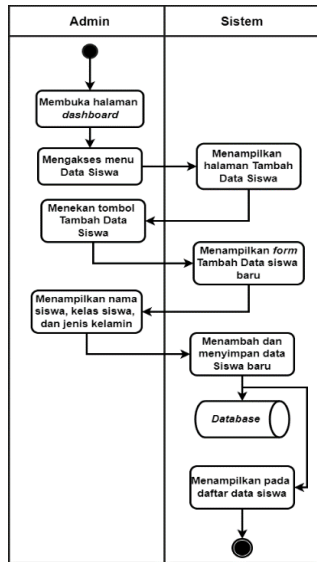 Admin
Sistem
Membuka halaman
dashboard
Mengakses menu
Data Siswa
Menampilkan
halaman Tambah
Data Siswa
Menekan tombol
Tambah Data
Siswa
Menampilkan form
Tambah Data siswa
baru
Menampilkan nama
siswa, kelas siswa,
dan jenis kelamin
Menambah dan
menyimpan data
Siswa baru
Database
Menampilkan pada
daftar data siswa